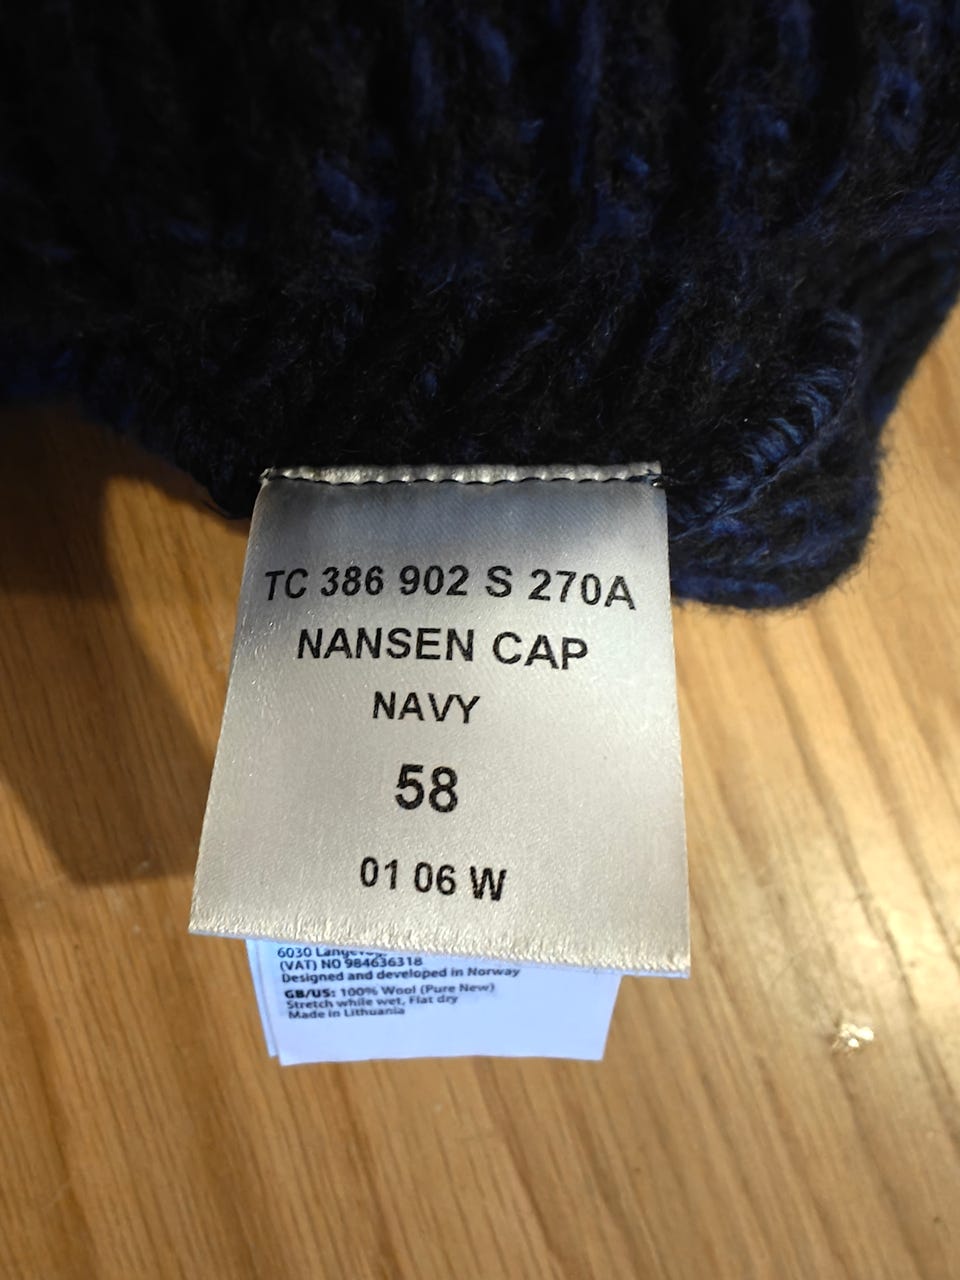 TC 386 902 S 270A
NANSEN CAP
NAVY
58
01 06 W
6030
(VAT) NO 984636318
Designed and developed in Norway
GB/US: 100% Wool (Pure New)
Stretch while wet, Flat dry
Made in Lithuania